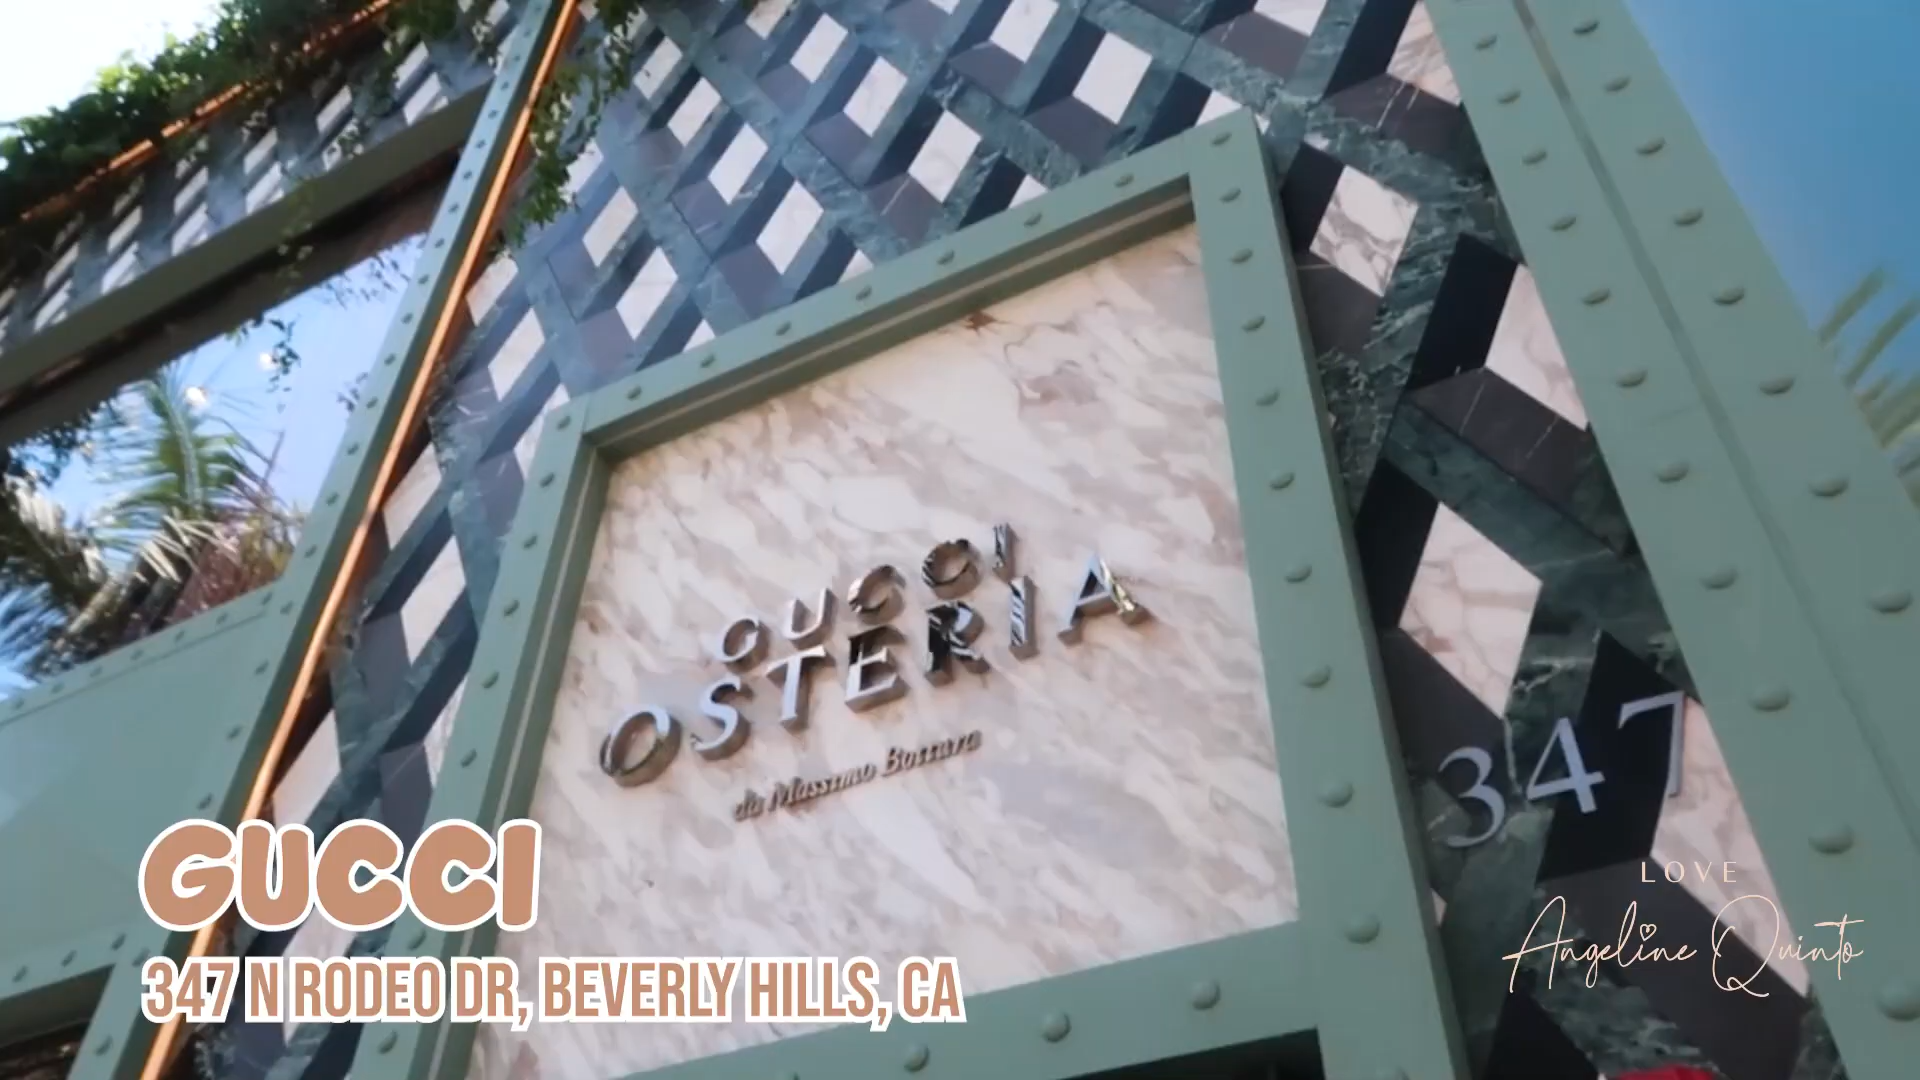 GUCCI
OSTERIA
da Massimo Bottura
347
GUCCI
347 N RODEO DR, BEVERLY HILLS, CA
LOVE
Angeline Quinto